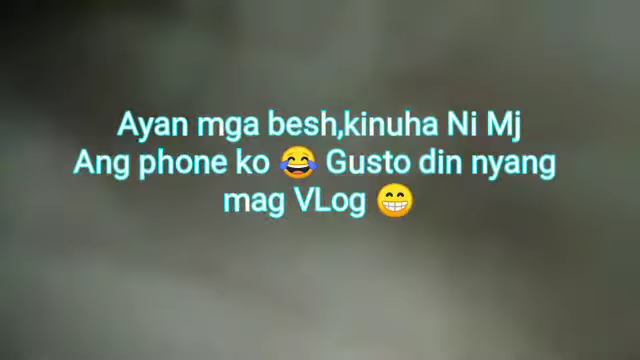 Ayan mga besh,kinuha Ni Mj
Ang phone ko 😂 Gusto din nyang
mag VLog 😁